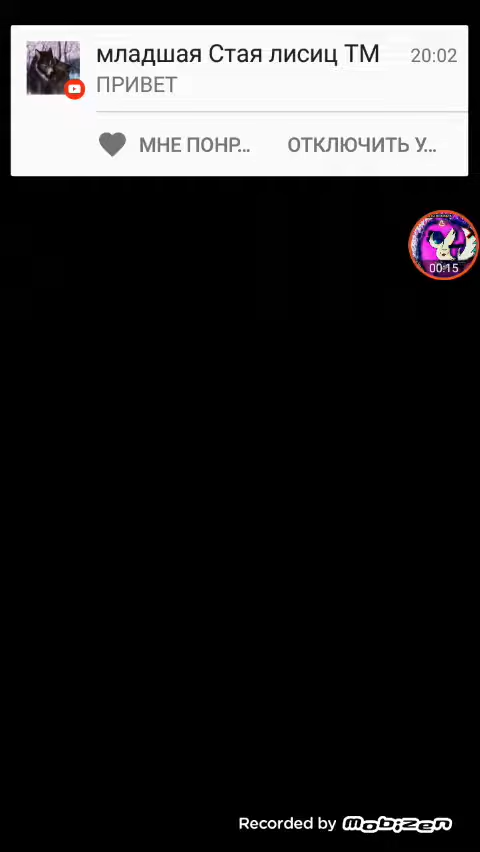 младшая Стая лисиц ТМ 20:02
ПРИВЕТ
МНЕ ПОНР... ОТКЛЮЧИТЬ У...
00:15
Recorded by Mobizen